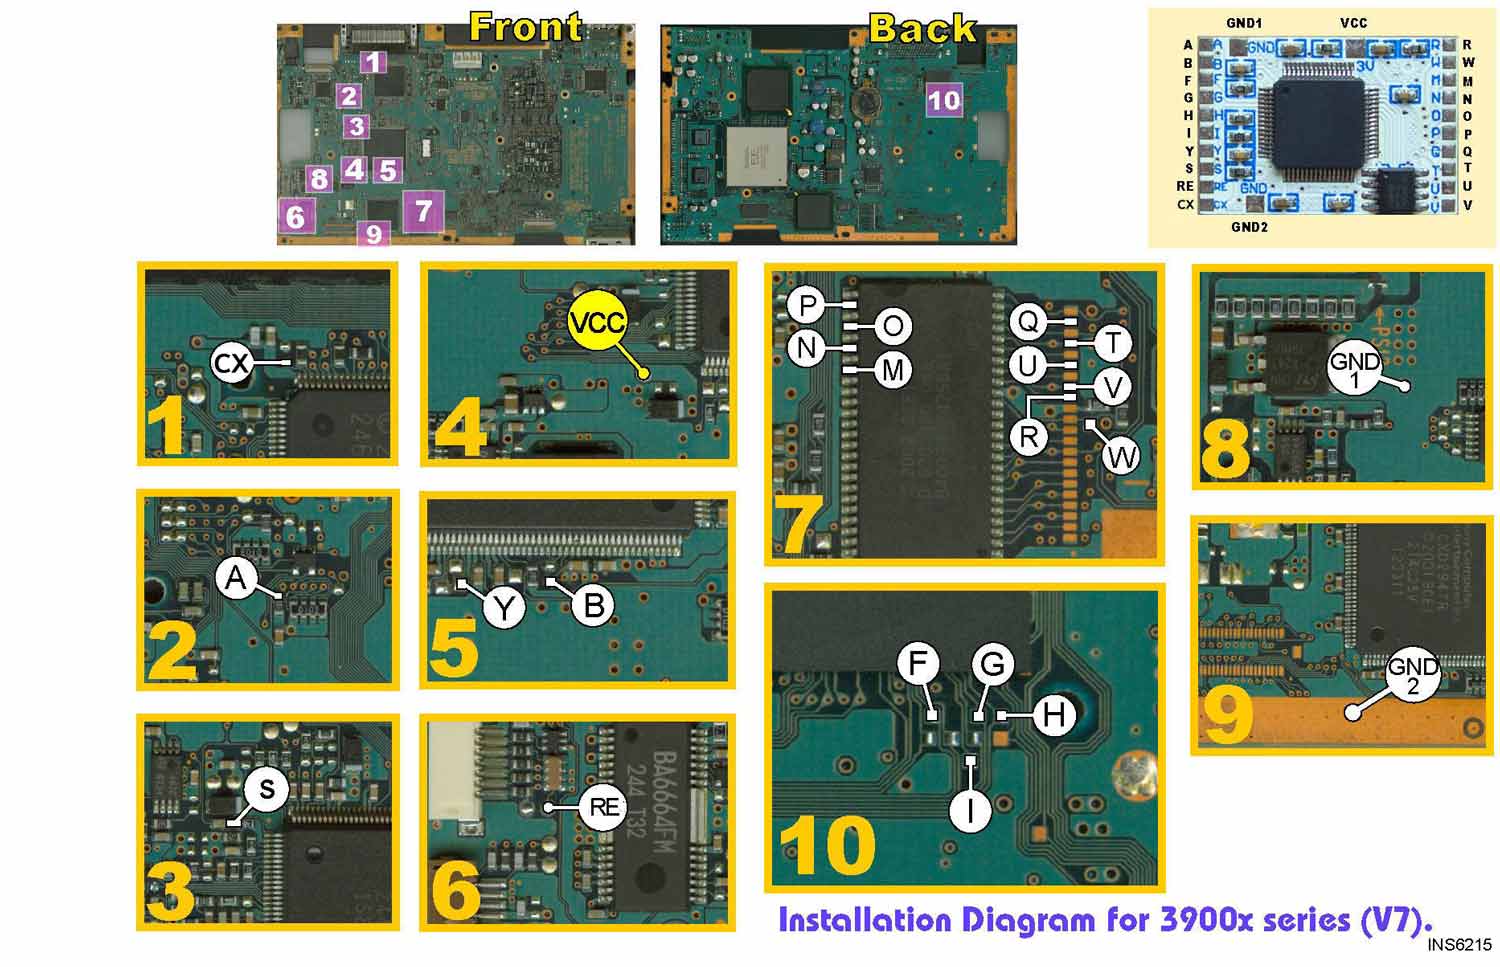 Front
1
2
3
4
5
8
6
7
9
Back
10
GND1
VCC
A
B
F
G
H
I
Y
S
RE
CX
A
B
F
G
H
I
Y
S
RE
CX
GND
3V
GND
R
W
M
N
O
P
Q
T
U
V
R
W
M
N
O
P
Q
T
U
V
GND2
CX
246
1
VCC
4
P
O
N
M
Q
T
U
V
R
W
7
GND
1
8
A
2
Y
B
5
CXD2947R
GND
2
9
S
3
BA6664FM
244 T32
RE
6
F
G
H
I
10
Installation Diagram for 3900x series (V7).
INS6215